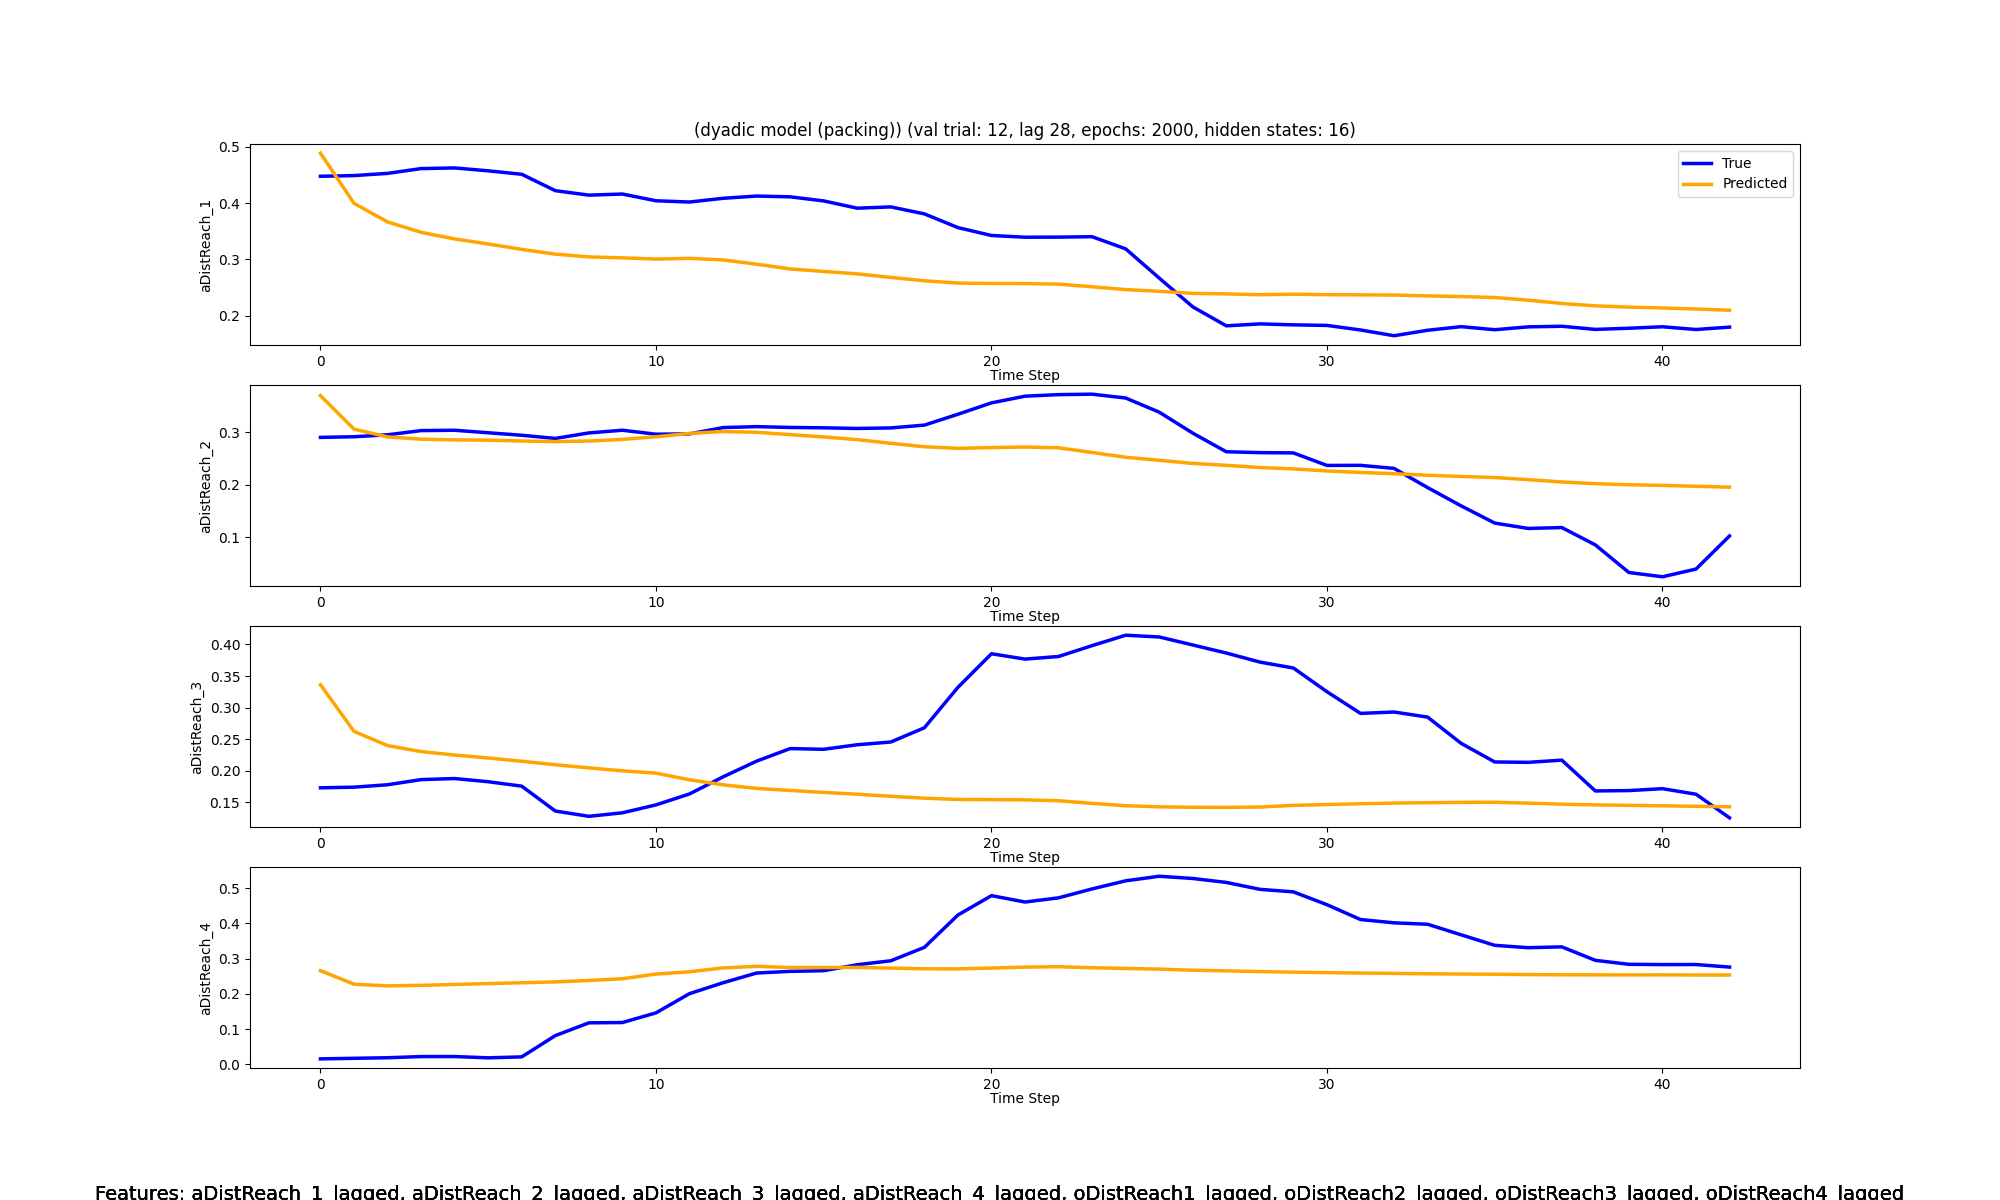 (dyadic model (packing)) (val trial: 12, lag 28, epochs: 2000, hidden states: 16)
0.5
0.4
0.3
0.2
aDistReach_1
True
Predicted
0 10 20 30 40
Time Step
0.3
0.2
0.1
aDistReach_2
0 10 20 30 40
Time Step
0.40
0.35
0.30
0.25
0.20
0.15
aDistReach_3
0 10 20 30 40
Time Step
0.5
0.4
0.3
0.2
0.1
0.0
aDistReach_4
0 10 20 30 40
Time Step
Features: aDistReach_1_lagged, aDistReach_2_lagged, aDistReach_3_lagged, aDistReach_4_lagged, oDistReach1_lagged, oDistReach2_lagged, oDistReach3_lagged, oDistReach4_lagged